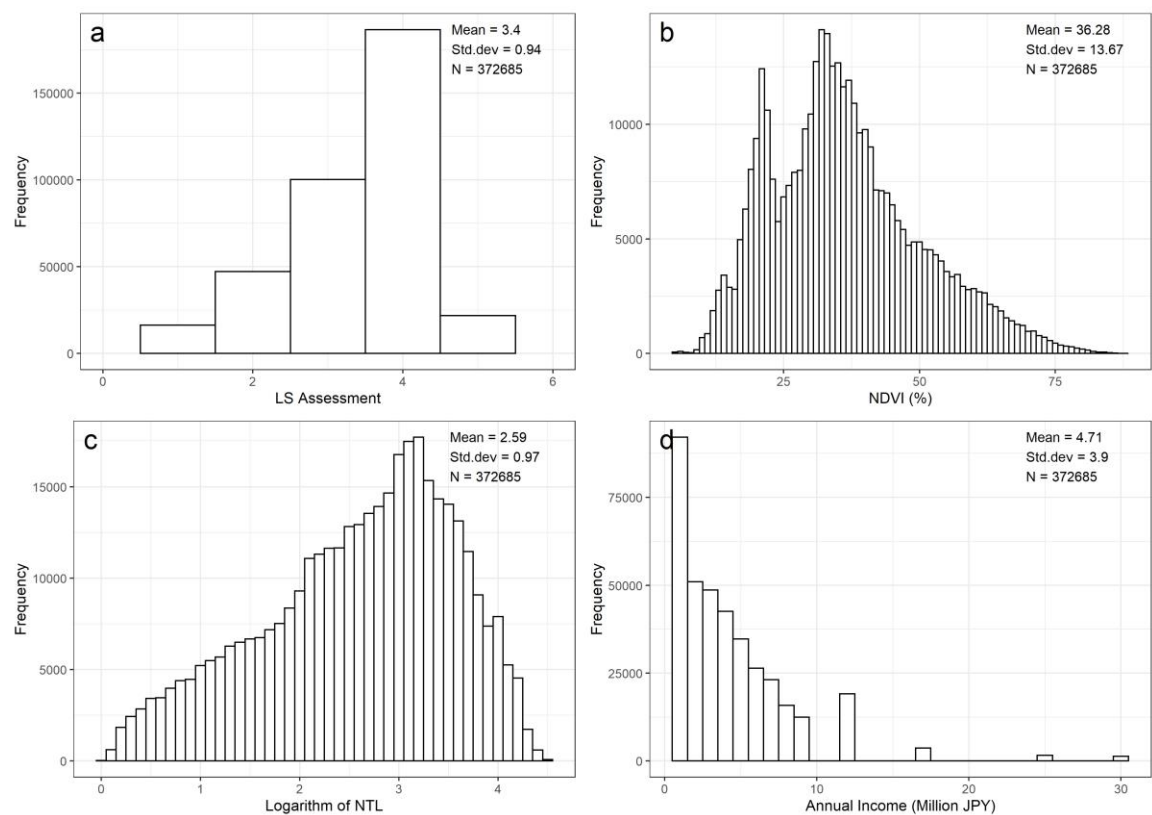 a
Mean = 3.4
Std.dev = 0.94
N = 372685
150000
100000
50000
0
Frequency
0 2 4 6
LS Assessment
b
Mean = 36.28
Std.dev = 13.67
N = 372685
10000
5000
0
Frequency
25 50 75
NDVI (%)
c
Mean = 2.59
Std.dev = 0.97
N = 372685
15000
10000
5000
0
Frequency
0 1 2 3 4
Logarithm of NTL
d
Mean = 4.71
Std.dev = 3.9
N = 372685
75000
50000
25000
0
Frequency
0 10 20 30
Annual Income (Million JPY)